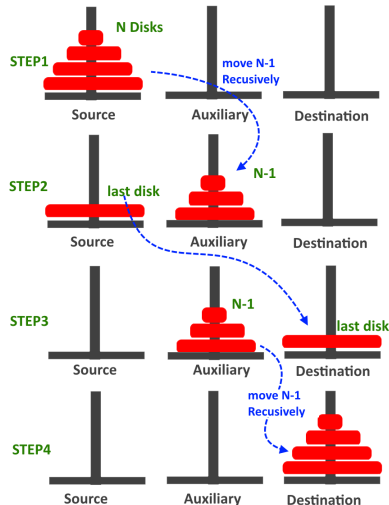 N Disks
STEP1
move N-1
Recusively
Source
Auxiliary
Destination
STEP2
last disk
N-1
Source
Auxiliary
Destination
STEP3
N-1
last disk
Source
Auxiliary
Destination
move N-1
Recusively
STEP4
Source
Auxiliary
Destination